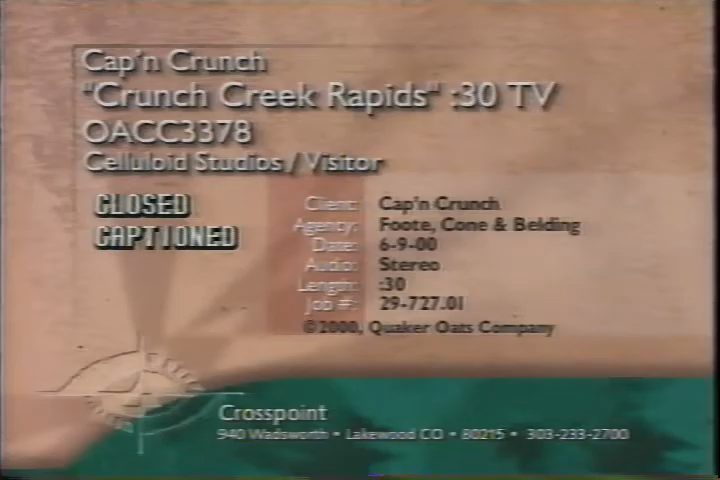 Cap'n Crunch
"Crunch Creek Rapids" :30 TV
OACC3378
Celluloid Studios / Visitor
CLOSED
CAPTIONED
Client: Cap'n Crunch
Agency: Foote, Cone & Belding
Date: 6-9-00
Audio: Stereo
Length: :30
Job #: 29-727.01
©2000, Quaker Oats Company
Crosspoint
940 Wadsworth • Lakewood CO • 80215 • 303-233-2700